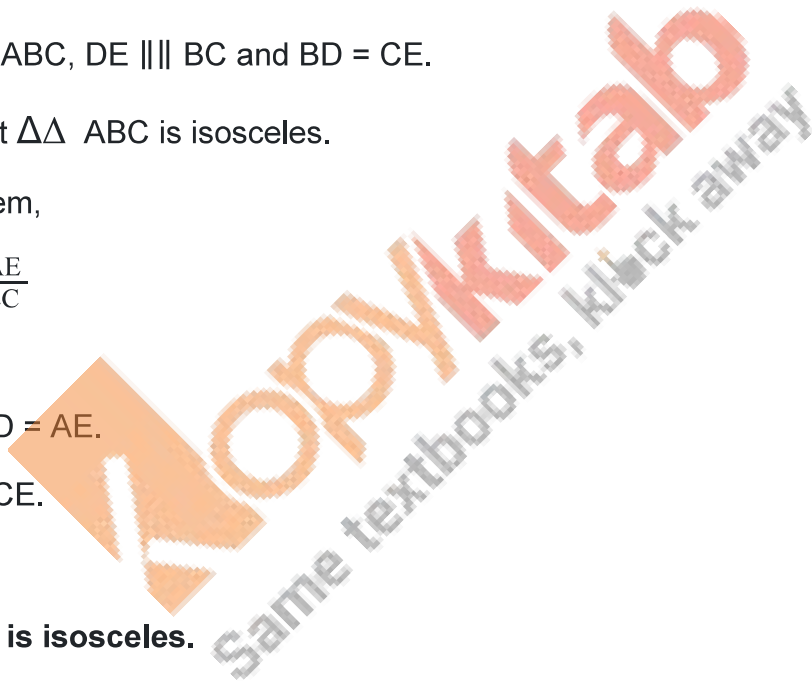 ABC, DE |||| BC and BD = CE.
t ΔΔ ABC is isosceles.
em,
AE
C
D = AE.
CE.
is isosceles.
Kopykitab
Same textbooks, klick away